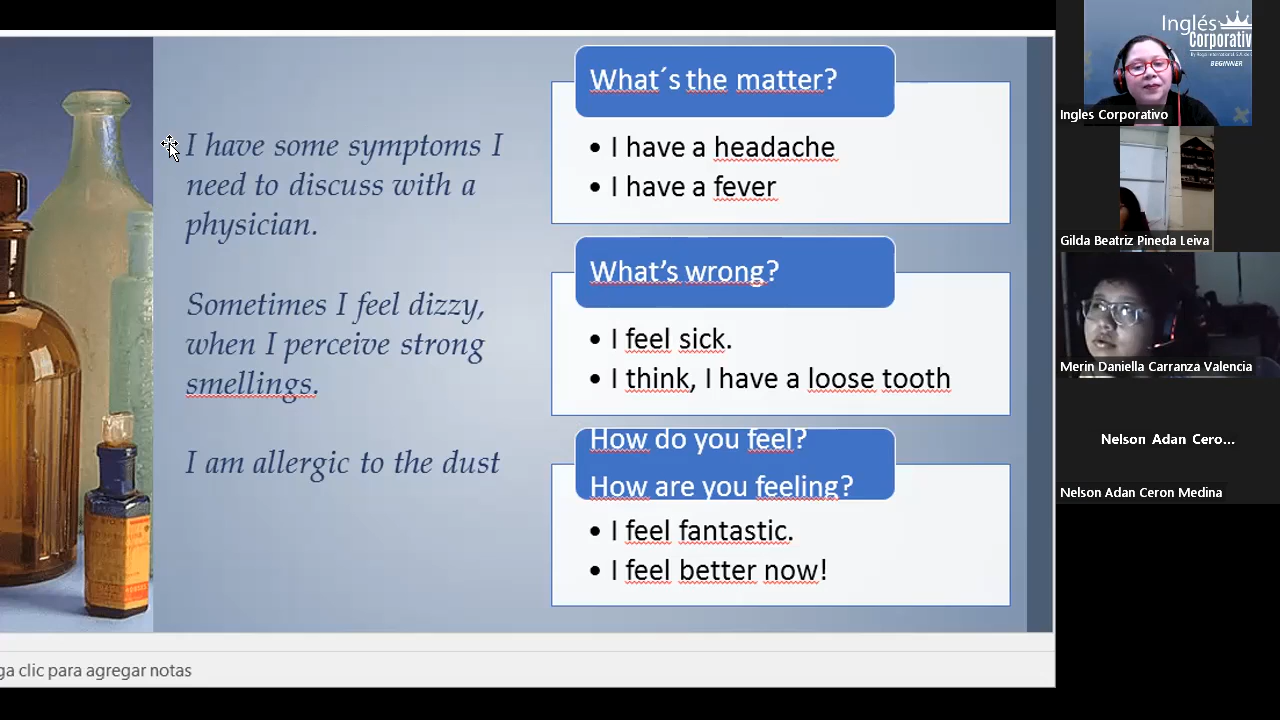 I have some symptoms I
need to discuss with a
physician.
Sometimes I feel dizzy,
when I perceive strong
smellings.
I am allergic to the dust
What´s the matter?
• I have a headache
• I have a fever
What's wrong?
• I feel sick.
• I think, I have a loose tooth
How do you feel?
How are you feeling?
• I feel fantastic.
• I feel better now!
ga clic para agregar notas
Inglés
Corporativ
BEGINNER
Ingles Corporativo
Gilda Beatriz Pineda Leiva
Merin Daniella Carranza Valencia
Nelson Adan Cero...
Nelson Adan Ceron Medina